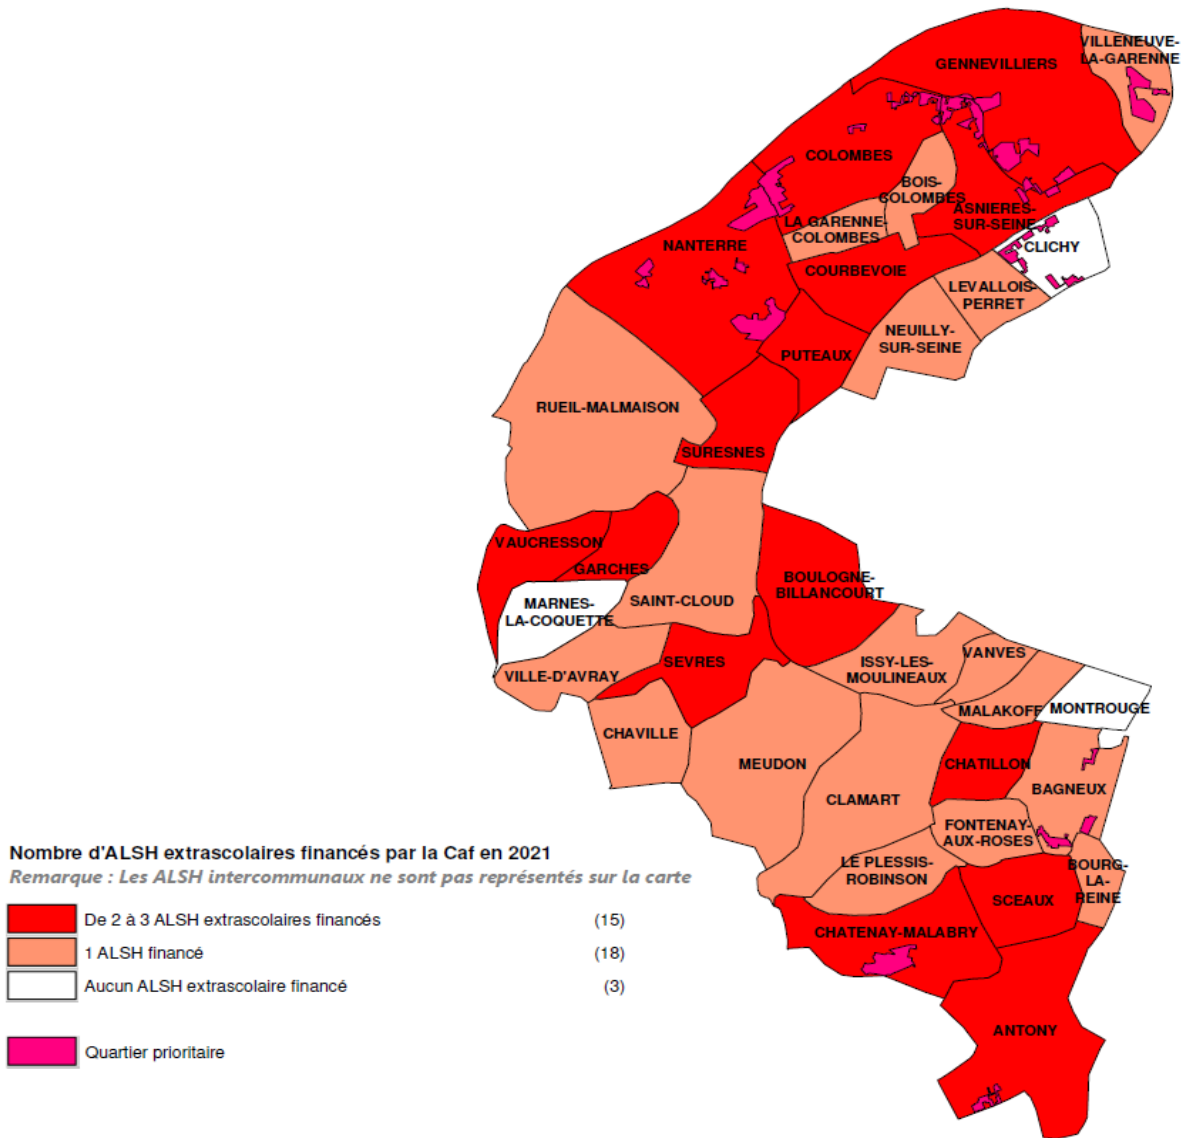 VILLENEUVE-
LA-GARENNE
GENNEVILLIERS
COLOMBES
BOIS-
COLOMBES
ASNIERES-
SUR-SEINE
LA GARENNE-
COLOMBES
NANTERRE
CLICHY
COURBEVOIE
LEVALLOIS-
PERRET
NEUILLY-
SUR-SEINE
PUTEAUX
RUEIL-MALMAISON
SURESNES
VAUCRESSON
GARCHES
BOULOGNE-
BILLANCOURT
MARNES-
LA-COQUETTE
SAINT-CLOUD
VILLE-D'AVRAY
SEVRES
ISSY-LES-
MOULINEAUX
VANVES
MALAKOFF
MONTROUGE
CHAVILLE
MEUDON
CHATILLON
BAGNEUX
CLAMART
FONTENAY-
AUX-ROSES
LE PLESSIS-
ROBINSON
BOURG-
LA-
REINE
SCEAUX
CHATENAY-MALABRY
ANTONY
Nombre d'ALSH extrascolaires financés par la Caf en 2021
Remarque : Les ALSH intercommunaux ne sont pas représentés sur la carte
De 2 à 3 ALSH extrascolaires financés (15)
1 ALSH financé (18)
Aucun ALSH extrascolaire financé (3)
Quartier prioritaire